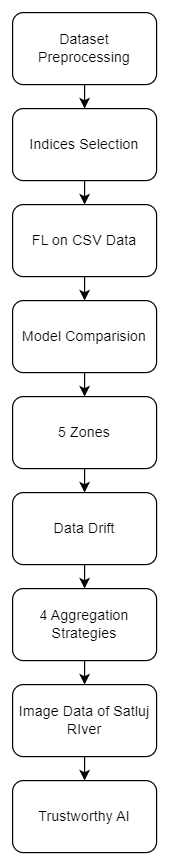 Dataset
Preprocessing
Indices Selection
FL on CSV Data
Model Comparision
5 Zones
Data Drift
4 Aggregation
Strategies
Image Data of Satluj
RIver
Trustworthy AI